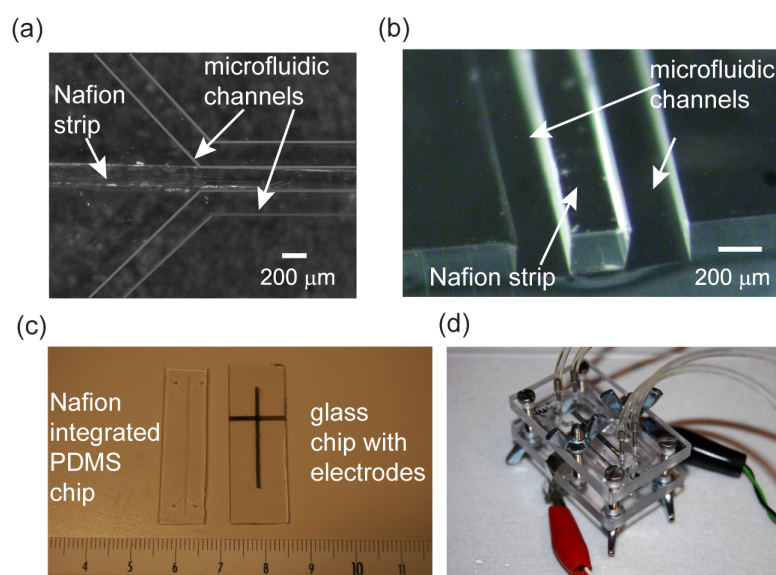 (a)
microfluidic
channels
Nafion
strip
200 μm
(b)
microfluidic
channels
Nafion strip
200 μm
(c)
Nafion
integrated
PDMS
chip
glass
chip with
electrodes
4 5 6 7 8 9 10 11
(d)